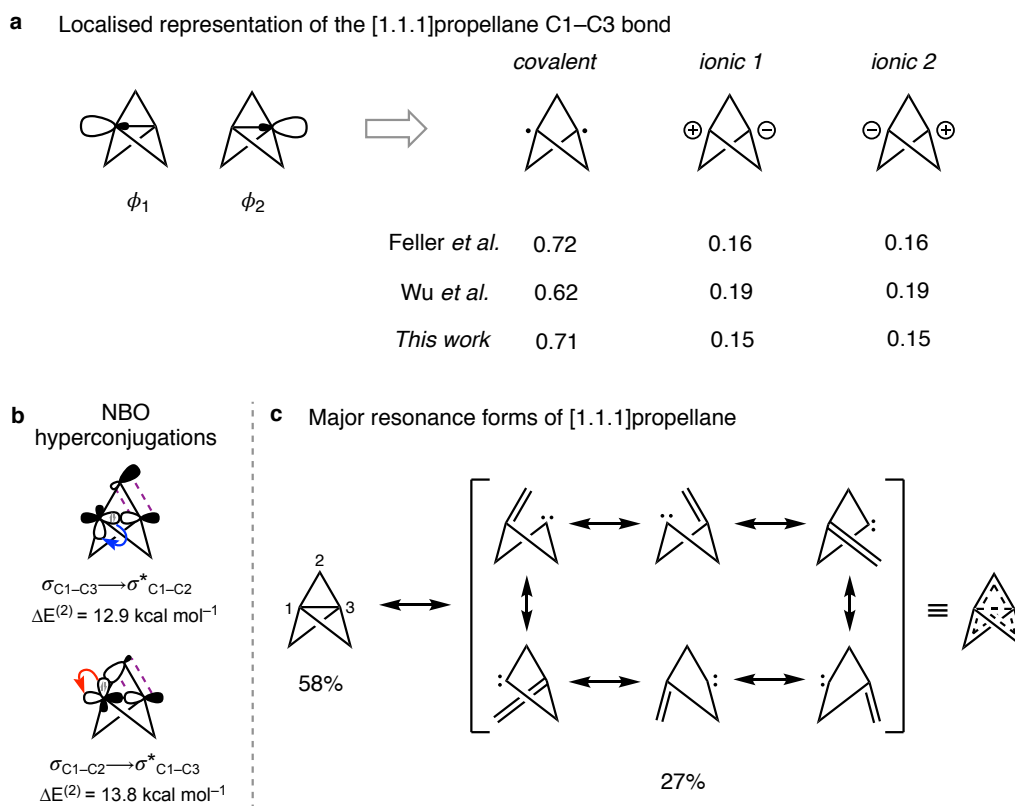 a Localised representation of the [1.1.1]propellane C1–C3 bond
covalent ionic 1 ionic 2
· · ⊕ ⊖ ⊖ ⊕
ϕ1 ϕ2
Feller et al. 0.72 0.16 0.16
Wu et al. 0.62 0.19 0.19
This work 0.71 0.15 0.15
b NBO
hyperconjugations
σC1–C3⟶σ*C1–C2
ΔE(2) = 12.9 kcal mol–1
σC1–C2⟶σ*C1–C3
ΔE(2) = 13.8 kcal mol–1
c Major resonance forms of [1.1.1]propellane
: : :
2
1 3
≡
: : :
58%
27%